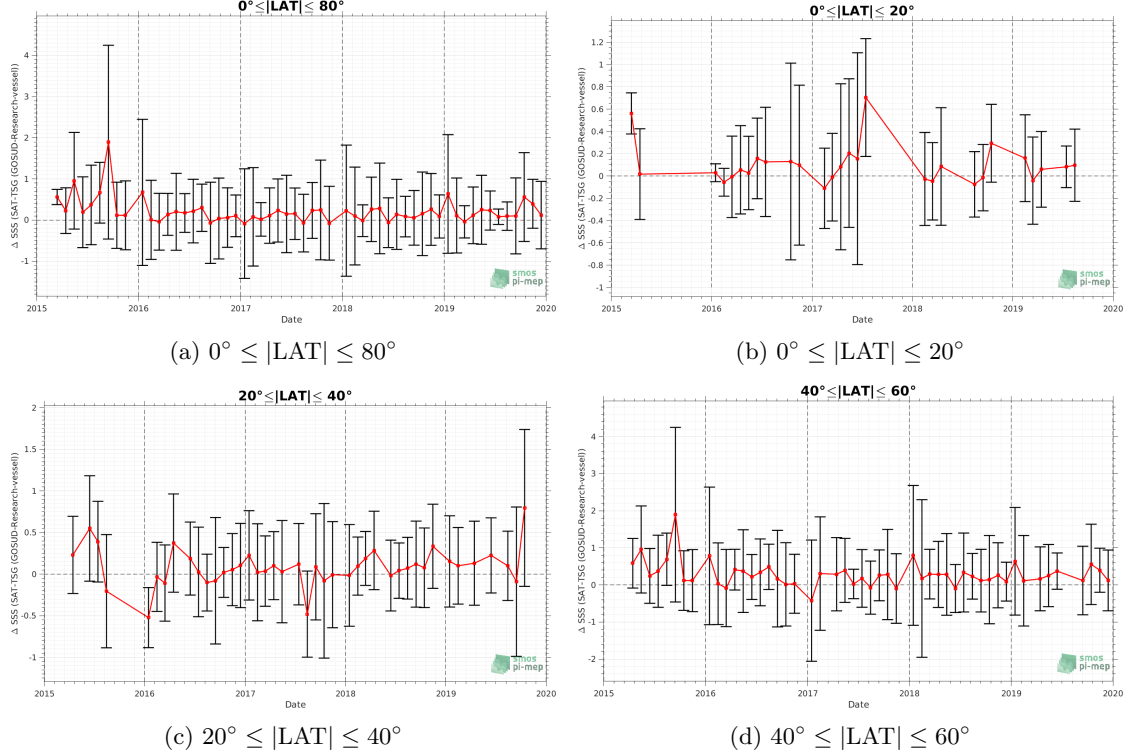 0°≤|LAT|≤ 80°
Δ SSS (SAT-TSG (GOSUD-Research-vessel))
4
3
2
1
0
-1
2015
2016
2017
2018
2019
2020
Date
smos
pi-mep
(a) 0° ≤ |LAT| ≤ 80°
0°≤|LAT|≤ 20°
Δ SSS (SAT-TSG (GOSUD-Research-vessel))
1.2
1
0.8
0.6
0.4
0.2
0
-0.2
-0.4
-0.6
-0.8
-1
2015
2016
2017
2018
2019
2020
Date
smos
pi-mep
(b) 0° ≤ |LAT| ≤ 20°
20°≤|LAT|≤ 40°
Δ SSS (SAT-TSG (GOSUD-Research-vessel))
2
1.5
1
0.5
0
-0.5
-1
2015
2016
2017
2018
2019
2020
Date
smos
pi-mep
(c) 20° ≤ |LAT| ≤ 40°
40°≤|LAT|≤ 60°
Δ SSS (SAT-TSG (GOSUD-Research-vessel))
4
3
2
1
0
-1
-2
2015
2016
2017
2018
2019
2020
Date
smos
pi-mep
(d) 40° ≤ |LAT| ≤ 60°